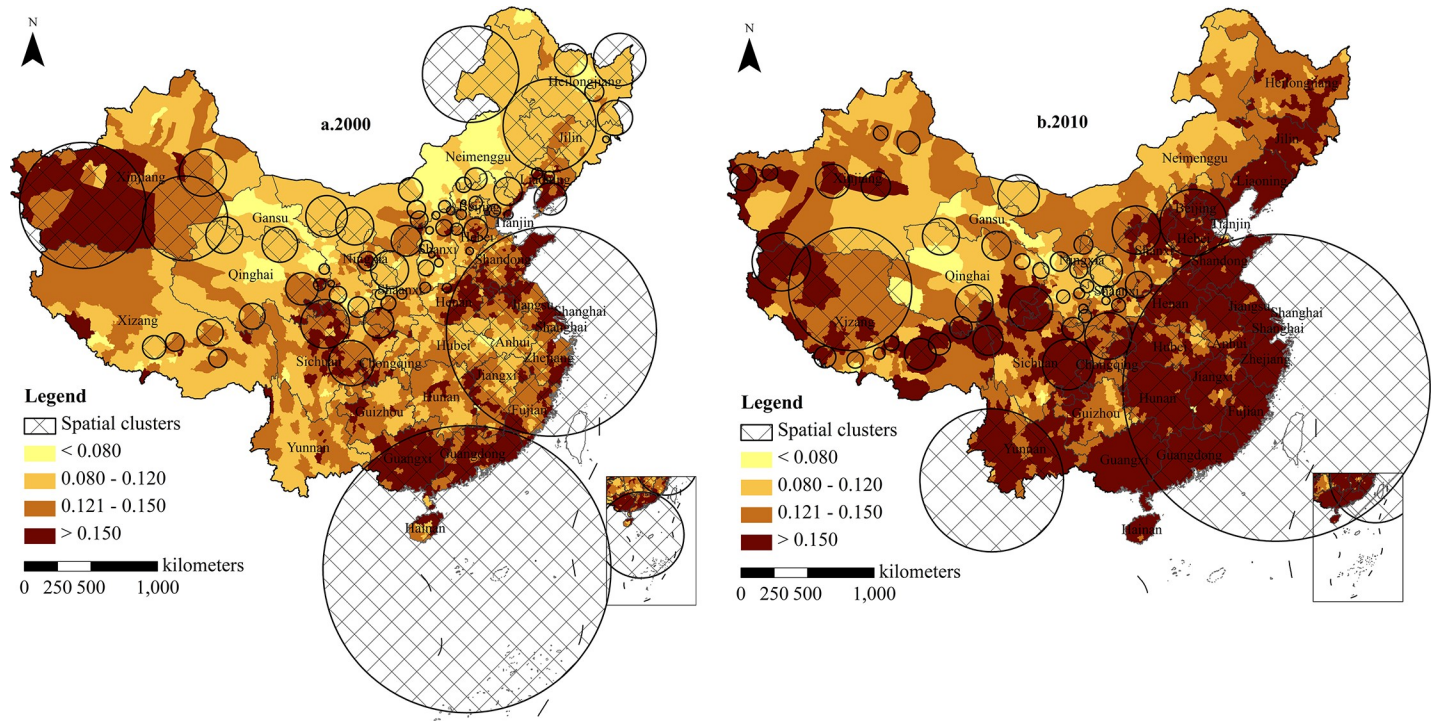 N
a.2000
Heilongjiang
Jilin
Neimenggu
Liaoning
Xinjiang
Gansu
Beijing
Tianjin
Hebei
Shanxi
Ningxia
Shandong
Qinghai
Shaanxi
Henan
Jiangsu
Shanghai
Shanghai
Xizang
Hubei
Anhui
Zhejiang
Sichuan
Chongqing
Jiangxi
Hunan
Guizhou
Fujian
Yunnan
Guangxi
Guangdong
Hainan
Legend
Spatial clusters
< 0.080
0.080 - 0.120
0.121 - 0.150
> 0.150
kilometers
0 250 500 1,000
N
b.2010
Heilongjiang
Jilin
Neimenggu
Liaoning
Xinjiang
Beijing
Gansu
Tianjin
Hebei
Shanxi
Ningxia
Shandong
Qinghai
Shaanxi
Henan
Jiangsu
Shanghai
Shanghai
Xizang
Hubei
Anhui
Zhejiang
Sichuan
Chongqing
Jiangxi
Hunan
Guizhou
Fujian
Yunnan
Guangxi
Guangdong
Hainan
Legend
Spatial clusters
< 0.080
0.080 - 0.120
0.121 - 0.150
> 0.150
kilometers
0 250 500 1,000